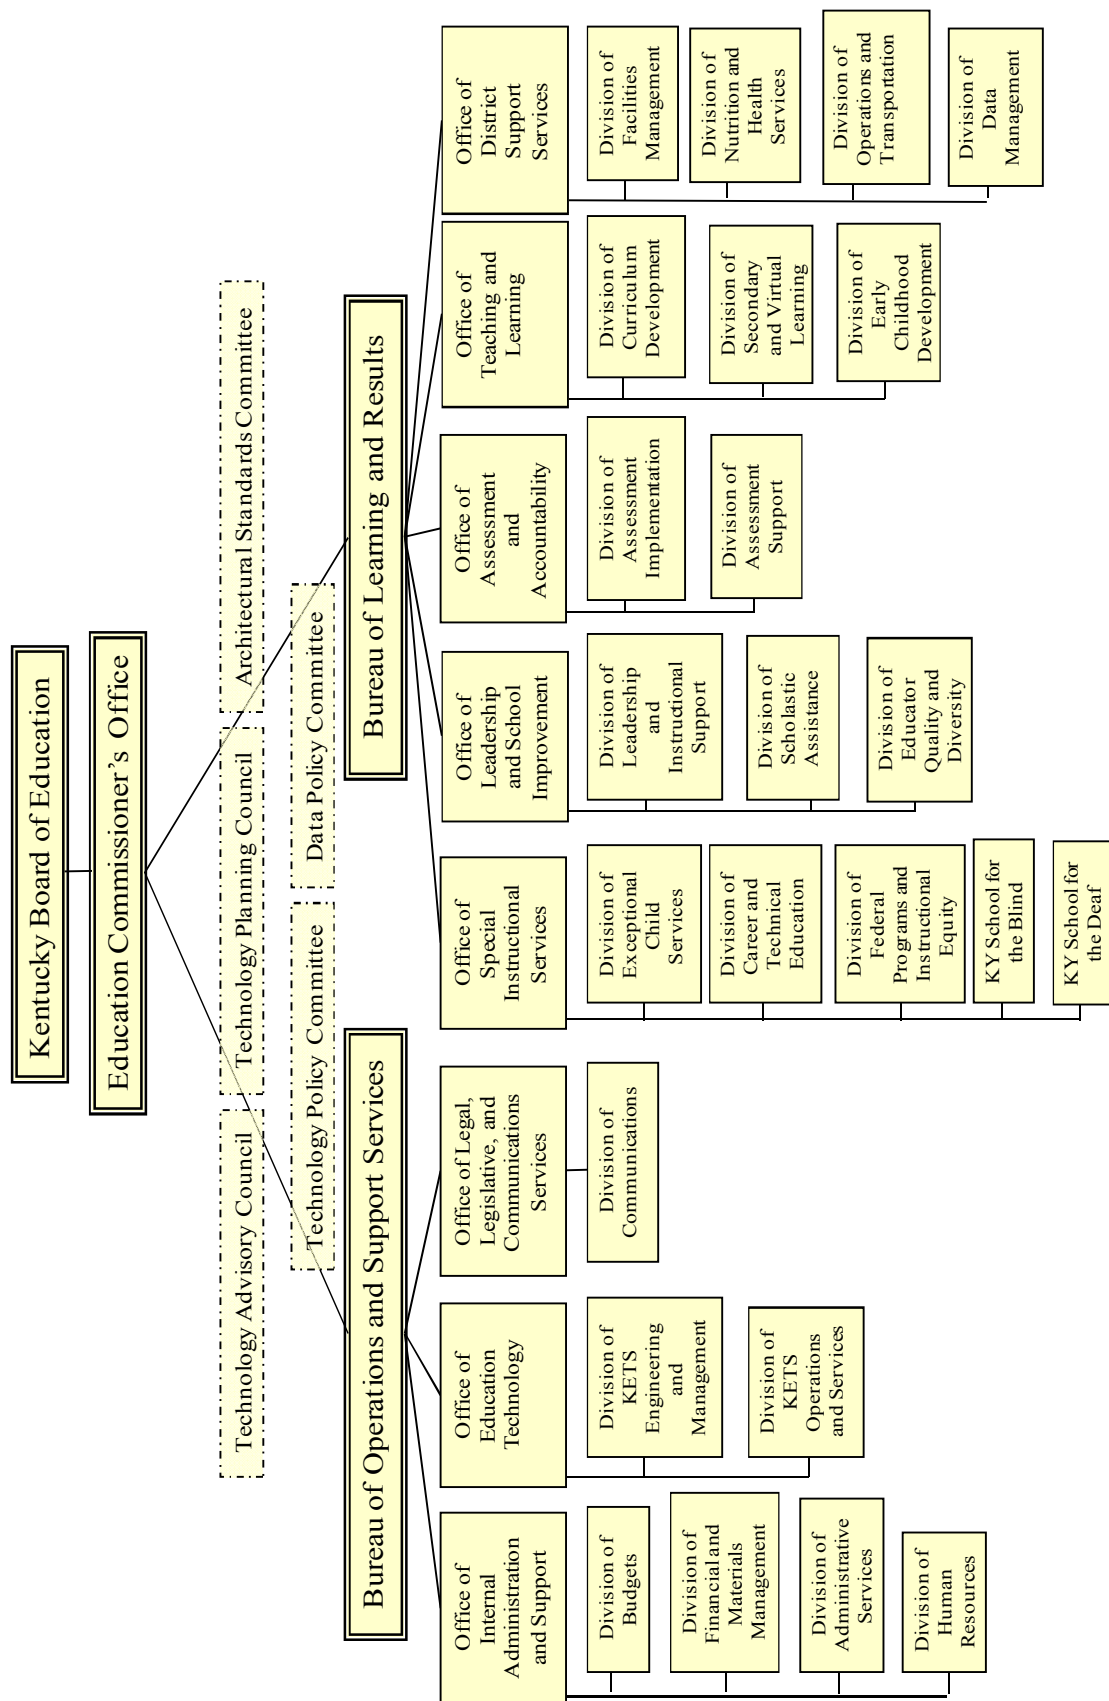 Kentucky Board of Education
Education Commissioner's Office
Technology Advisory Council
Technology Planning Council
Architectural Standards Committee
Technology Policy Committee
Data Policy Committee
Bureau of Operations and Support Services
Bureau of Learning and Results
Office of
Internal
Administration
and Support
Division of
Budgets
Division of
Financial and
Materials
Management
Division of
Administrative
Services
Division of
Human
Resources
Office of
Education
Technology
Division of
KETS
Engineering
and
Management
Division of
KETS
Operations
and Services
Office of Legal,
Legislative, and
Communications
Services
Division of
Communications
Office of
Special
Instructional
Services
Division of
Exceptional
Child
Services
Division of
Career and
Technical
Education
Division of
Federal
Programs and
Instructional
Equity
KY School for
the Blind
KY School for
the Deaf
Office of
Leadership
and School
Improvement
Division of
Leadership
and
Instructional
Support
Division of
Scholastic
Assistance
Division of
Educator
Quality and
Diversity
Office of
Assessment
and
Accountability
Division of
Assessment
Implementation
Division of
Assessment
Support
Office of
Teaching and
Learning
Division of
Curriculum
Development
Division of
Secondary
and Virtual
Learning
Division of
Early
Childhood
Development
Office of
District
Support
Services
Division of
Facilities
Management
Division of
Nutrition and
Health
Services
Division of
Operations and
Transportation
Division of
Data
Management